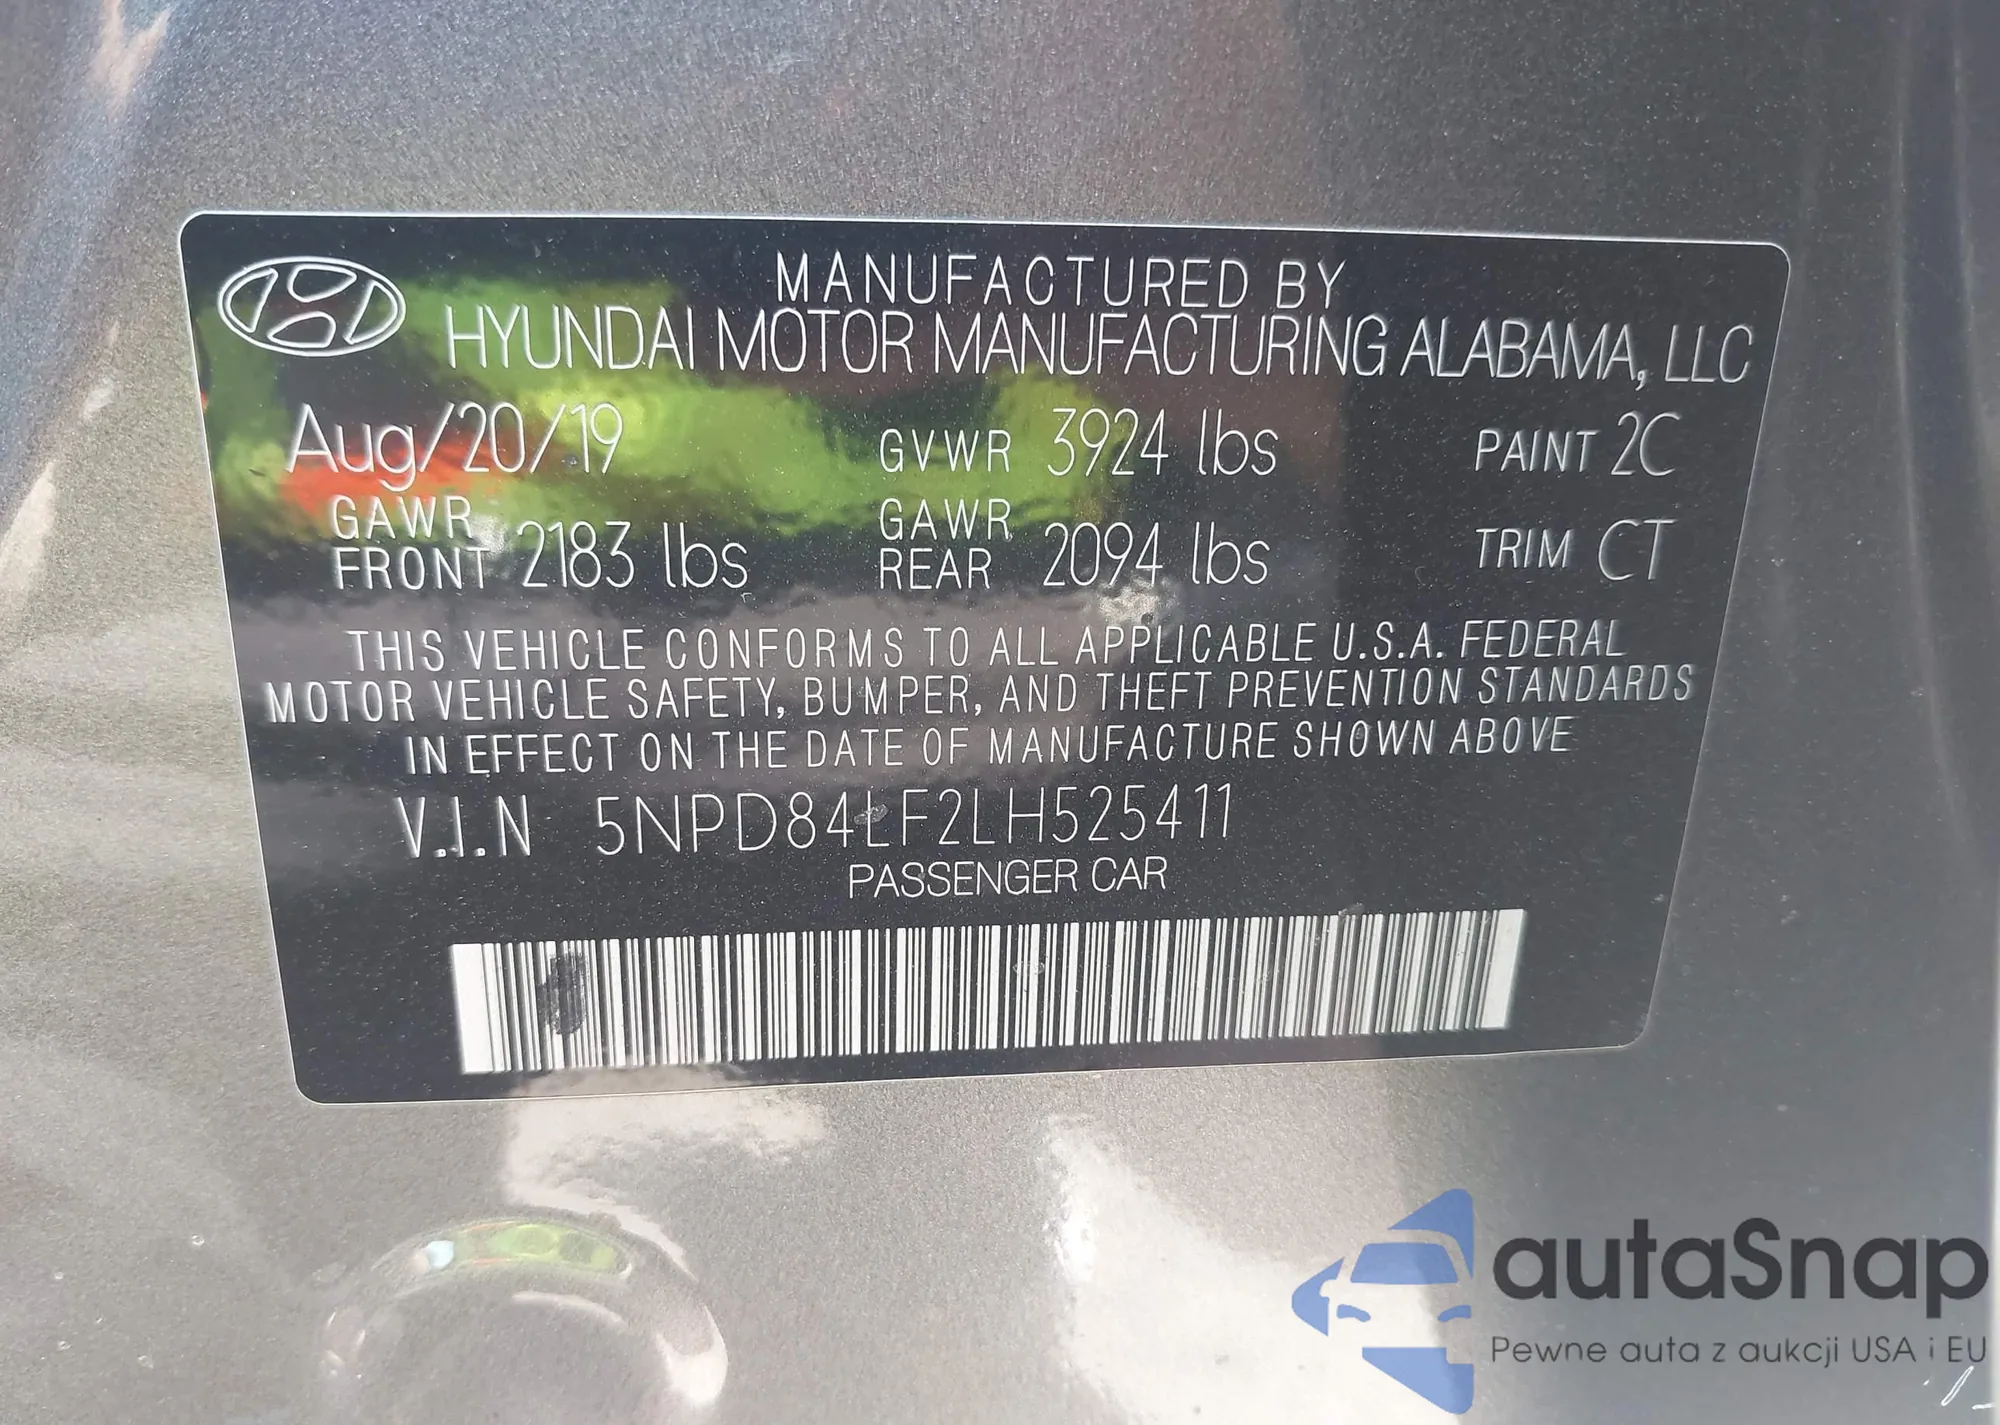 MANUFACTURED BY
HYUNDAI MOTOR MANUFACTURING ALABAMA, LLC
Aug/20/19 GVWR 3924 lbs PAINT 2C
GAWR FRONT 2183 lbs GAWR REAR 2094 lbs TRIM CT
THIS VEHICLE CONFORMS TO ALL APPLICABLE U.S.A. FEDERAL
MOTOR VEHICLE SAFETY, BUMPER, AND THEFT PREVENTION STANDARDS
IN EFFECT ON THE DATE OF MANUFACTURE SHOWN ABOVE
V.I.N 5NPD84LF2LH525411
PASSENGER CAR
autaSnap
Pewne auta z aukcji USA i EU